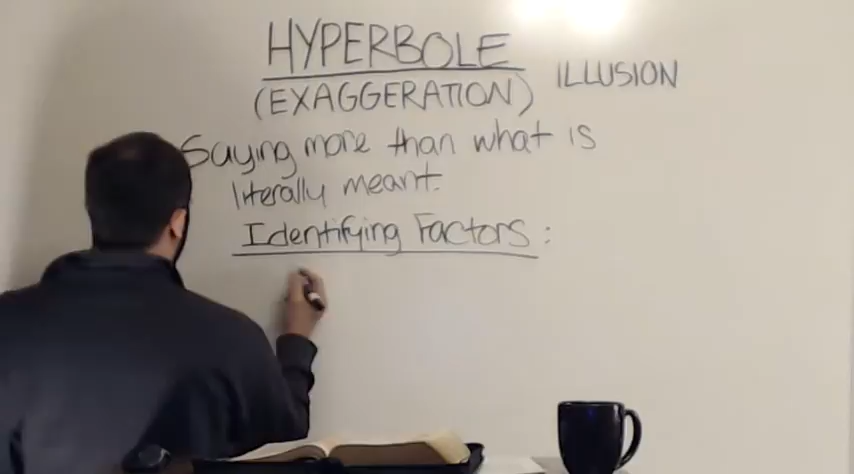 HYPERBOLE
(EXAGGERATION) ILLUSION
Saying more than what is
literally meant.
Identifying Factors: